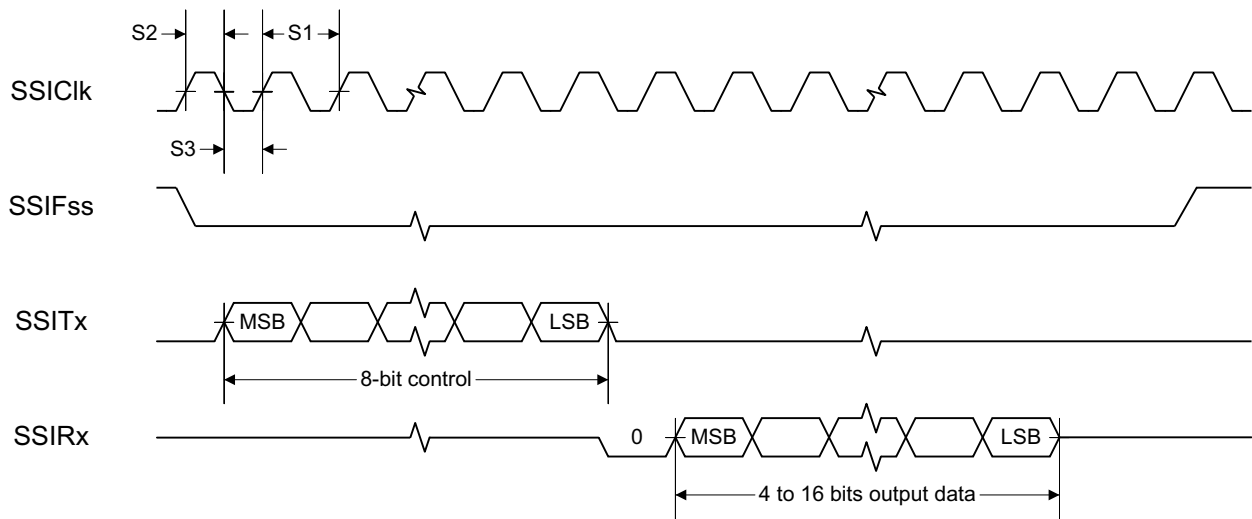 S2
S1
SSIClk
S3
SSIFss
SSITx
MSB
LSB
8-bit control
SSIRx
0
MSB
LSB
4 to 16 bits output data